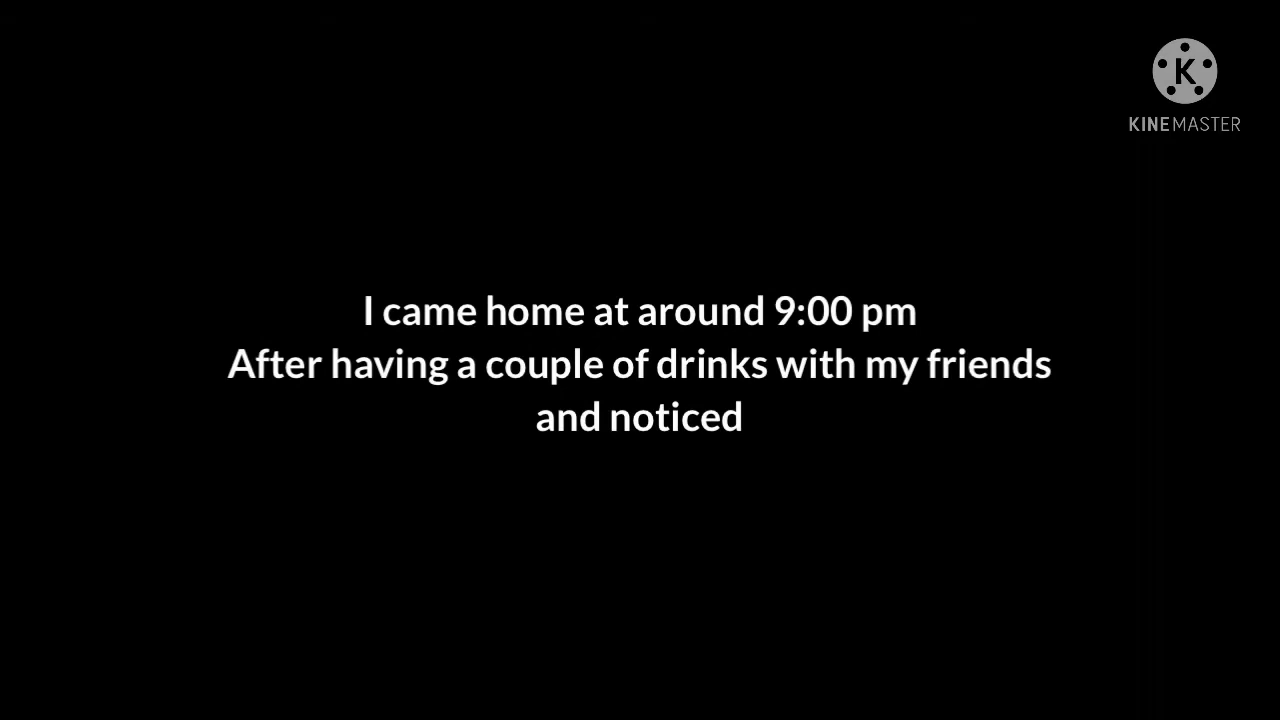 K
KINEMASTER
I came home at around 9:00 pm
After having a couple of drinks with my friends
and noticed